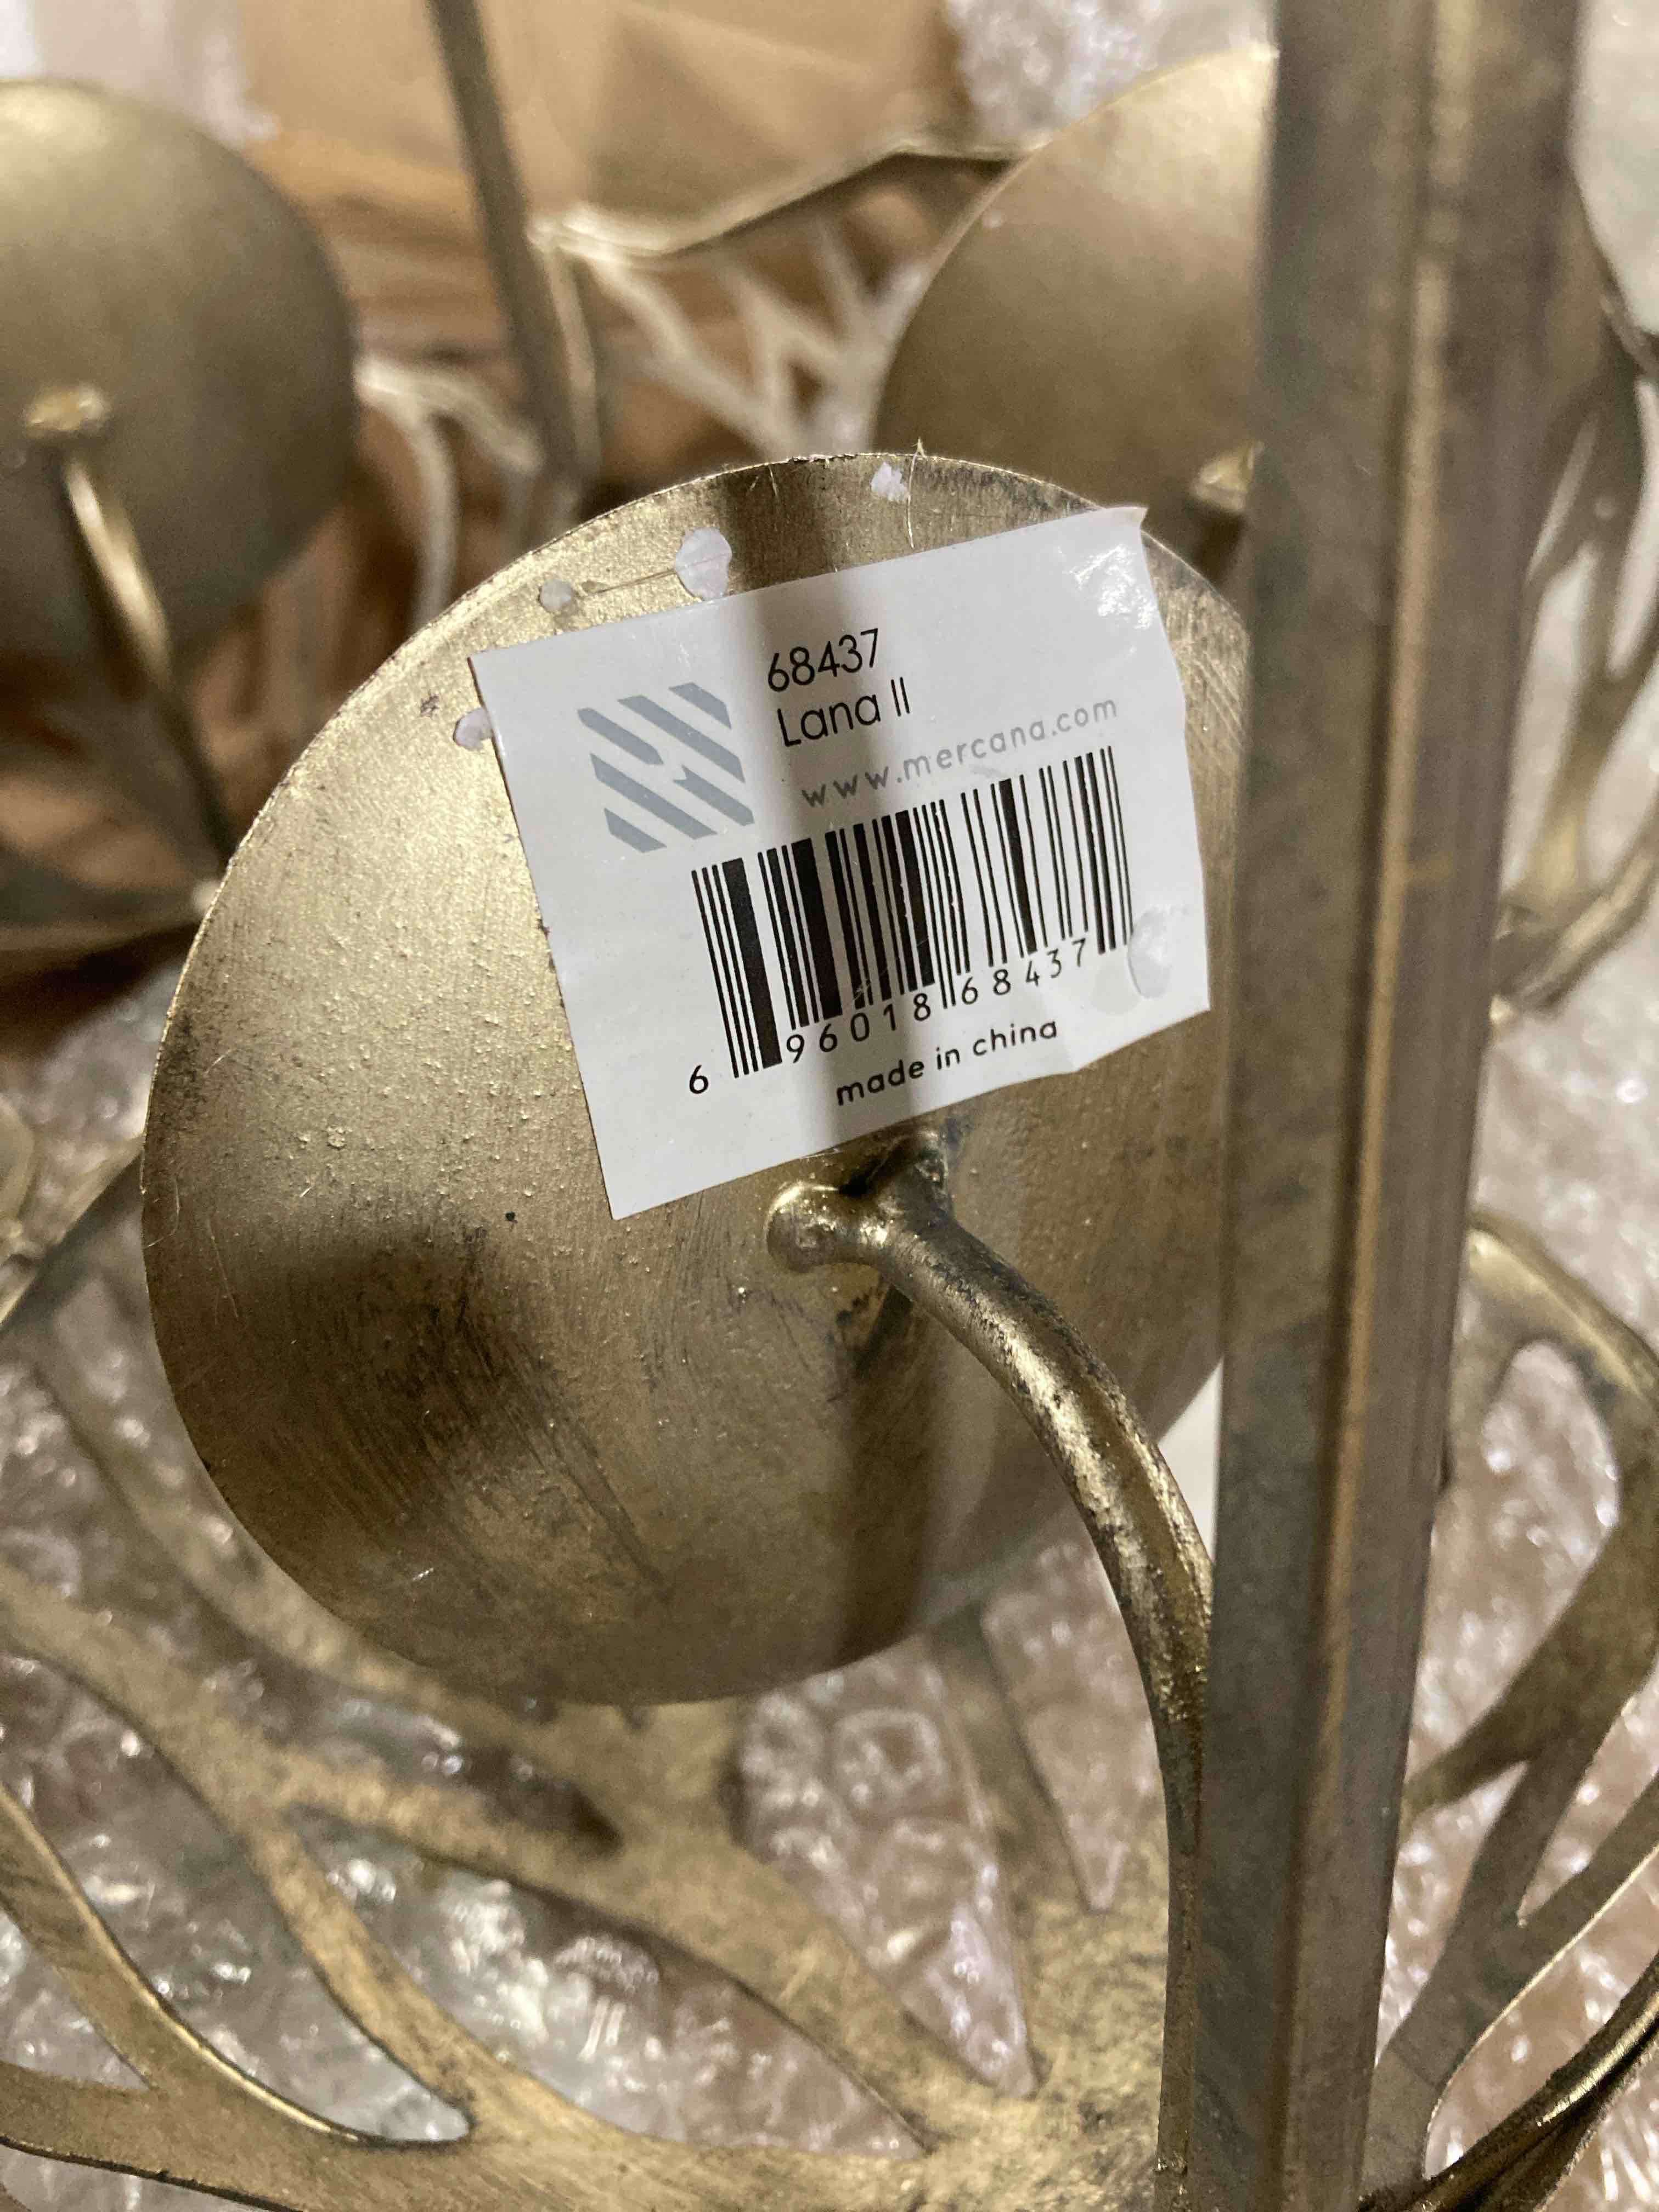 68437
Lana II
www.mercana.com
6 96018 68437
made in china